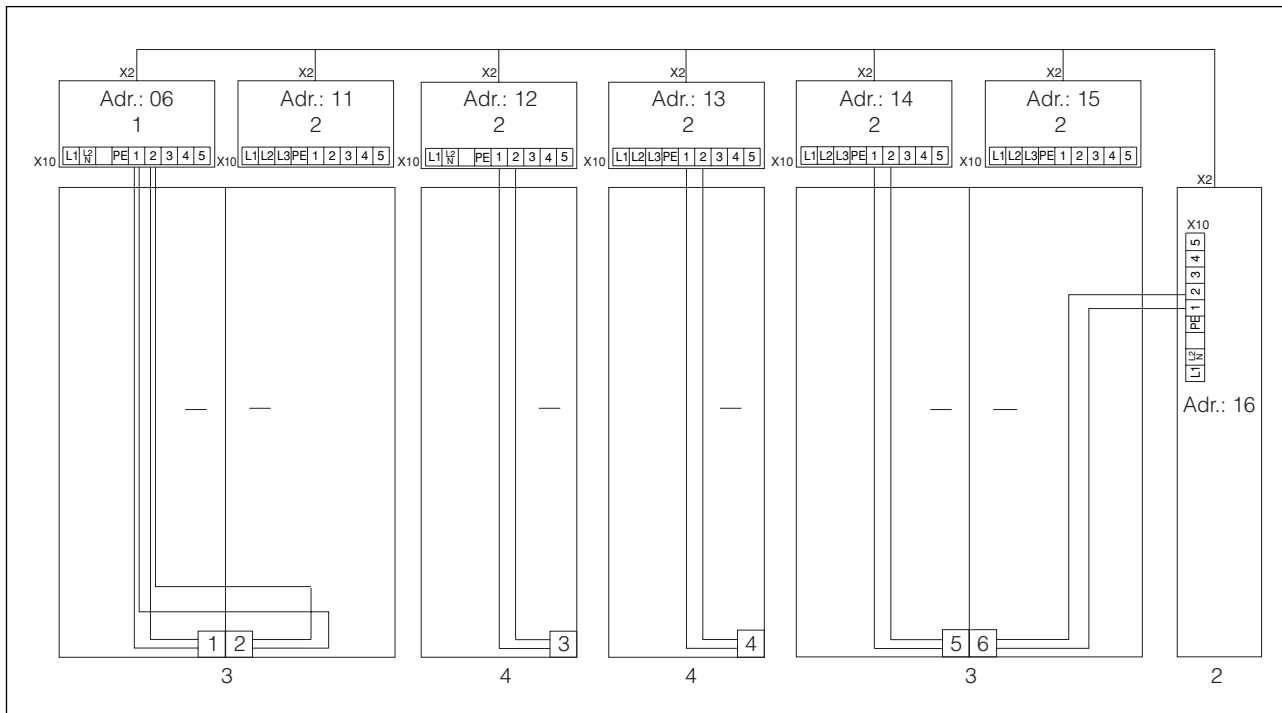 X2 X2 X2 X2 X2 X2
Adr.: 06 Adr.: 11 Adr.: 12 Adr.: 13 Adr.: 14 Adr.: 15
1 2 2 2 2 2
X10 L1 L2 N PE 1 2 3 4 5
X10 L1 L2 L3 PE 1 2 3 4 5
X10 L1 L2 N PE 1 2 3 4 5
X10 L1 L2 L3 PE 1 2 3 4 5
X10 L1 L2 L3 PE 1 2 3 4 5
X10 L1 L2 L3 PE 1 2 3 4 5
X2
X10
L1 L2 N PE 1 2 3 4 5
Adr.: 16
1 2 3 4 5 6
3 4 4 3 2